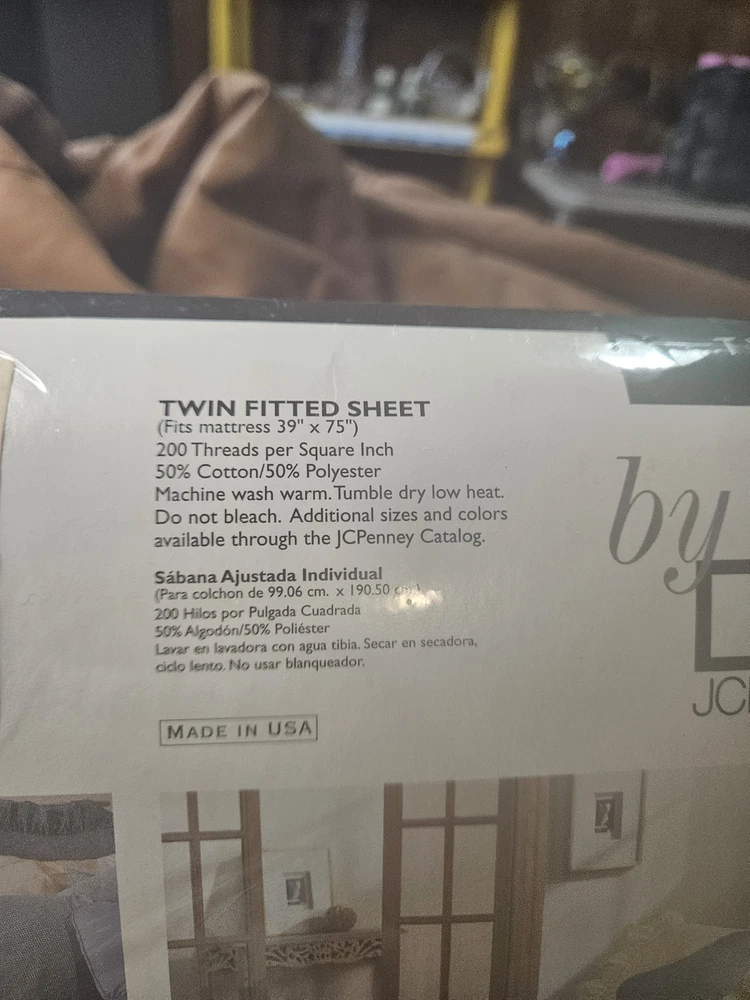 TWIN FITTED SHEET
(Fits mattress 39" x 75")
200 Threads per Square Inch
50% Cotton/50% Polyester
Machine wash warm. Tumble dry low heat.
Do not bleach. Additional sizes and colors
available through the JCPenney Catalog.
Sábana Ajustada Individual
(Para colchon de 99.06 cm. x 190.50 cm.)
200 Hilos por Pulgada Cuadrada
50% Algodón/50% Poliéster
Lavar en lavadora con agua tibia. Secar en secadora,
ciclo lento. No usar blanqueador.
MADE IN USA
by
JC